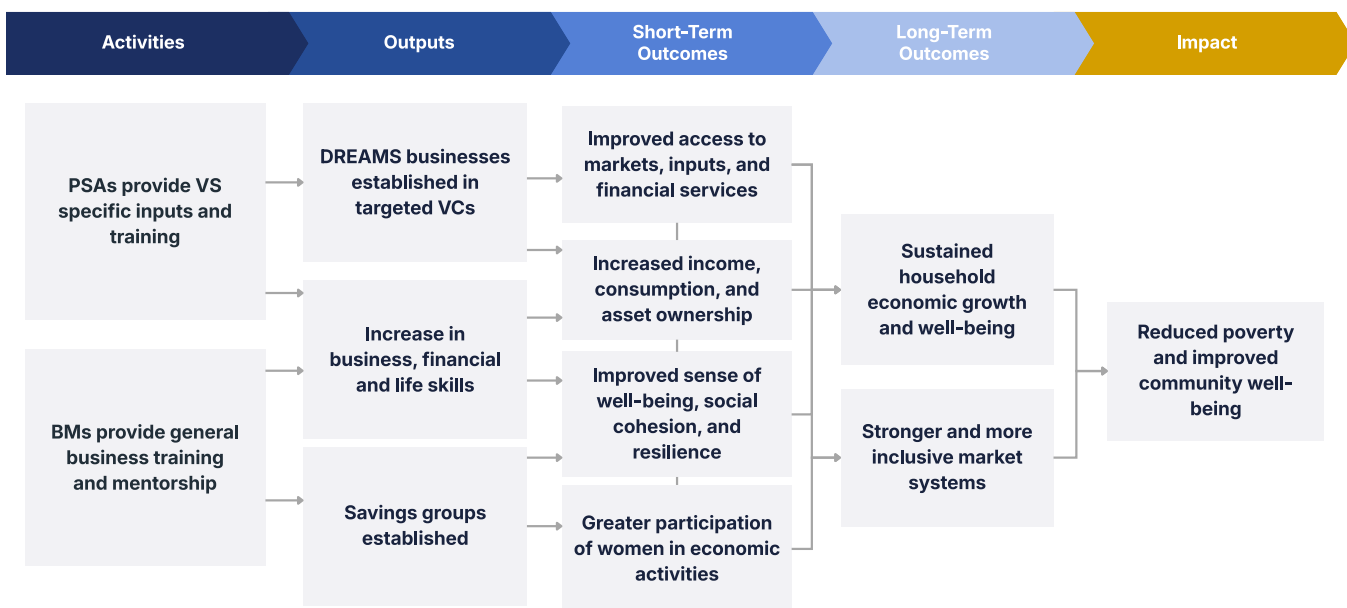 Activities
Outputs
Short-Term
Outcomes
Long-Term
Outcomes
Impact
PSAs provide VS
specific inputs and
training
BMs provide general
business training
and mentorship
DREAMS businesses
established in
targeted VCs
Increase in
business, financial
and life skills
Savings groups
established
Improved access to
markets, inputs, and
financial services
Increased income,
consumption, and
asset ownership
Improved sense of
well-being, social
cohesion, and
resilience
Greater participation
of women in economic
activities
Sustained
household
economic growth
and well-being
Stronger and more
inclusive market
systems
Reduced poverty
and improved
community well-
being